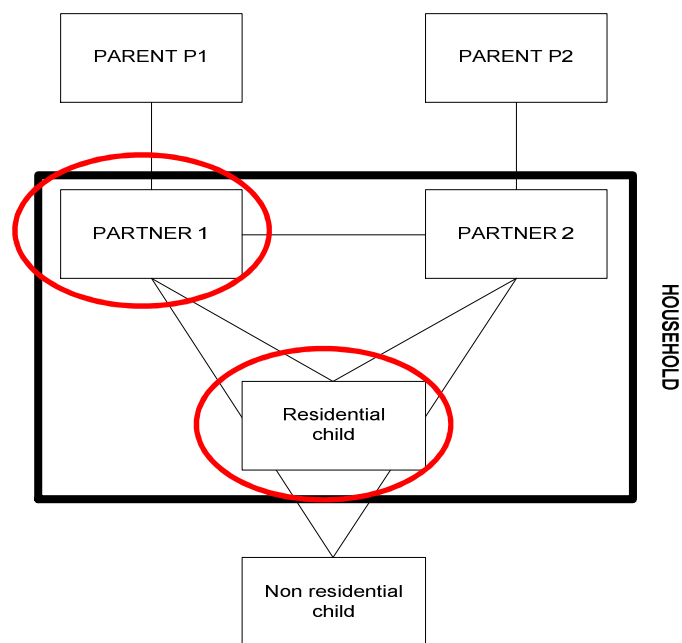 PARENT P1
PARENT P2
PARTNER 1
PARTNER 2
HOUSEHOLD
Residential
child
Non residential
child